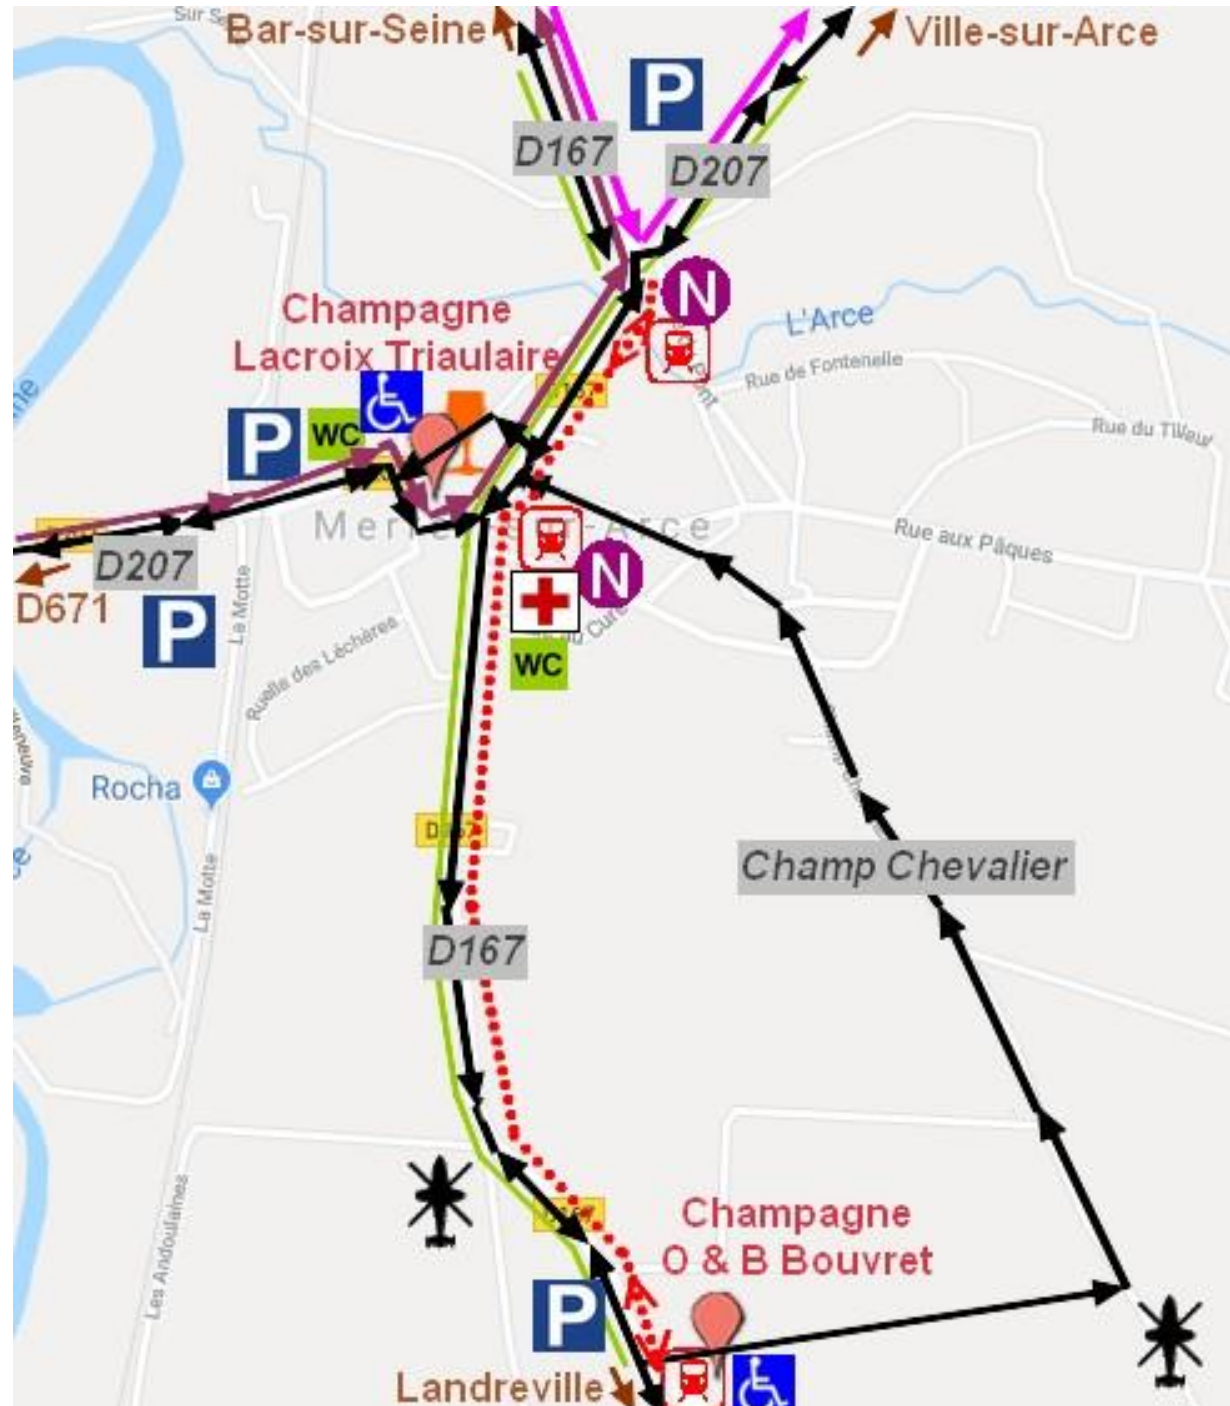 Bar-sur-Seine
Ville-sur-Arce
P
D167
D207
N
Champagne
Lacroix Triaulaire
L'Arce
Rue de Fontenelle
P
WC
Rue du Tilleul
Rue aux Pâques
D207
D671
P
N
WC
La Motte
Ruelle des Léchères
Rocha
Champ Chevalier
La Motte
D167
Les Andoulaines
Champagne
O & B Bouvret
P
Landreville